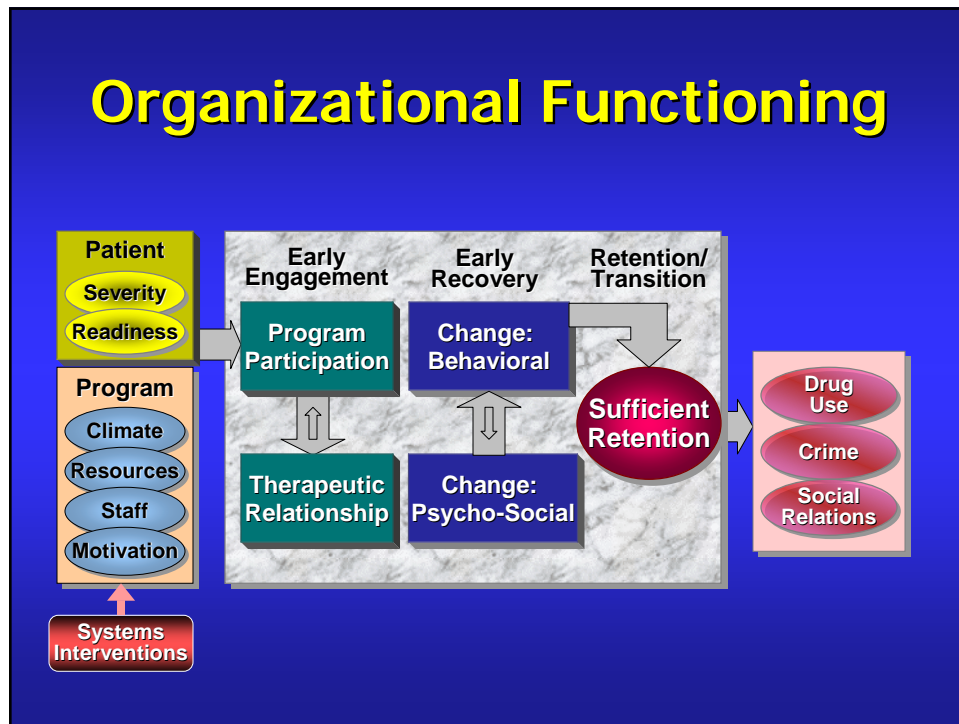 Organizational Functioning
Patient
Severity
Readiness
Program
Climate
Resources
Staff
Motivation
Systems
Interventions
Early
Engagement
Program
Participation
Therapeutic
Relationship
Early
Recovery
Change:
Behavioral
Change:
Psycho-Social
Retention/
Transition
Sufficient
Retention
Drug
Use
Crime
Social
Relations